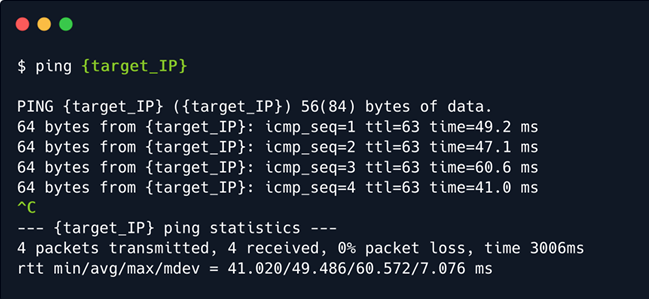 $ ping {target_IP}
PING {target_IP} ({target_IP}) 56(84) bytes of data.
64 bytes from {target_IP}: icmp_seq=1 ttl=63 time=49.2 ms
64 bytes from {target_IP}: icmp_seq=2 ttl=63 time=47.1 ms
64 bytes from {target_IP}: icmp_seq=3 ttl=63 time=60.6 ms
64 bytes from {target_IP}: icmp_seq=4 ttl=63 time=41.0 ms
^C
--- {target_IP} ping statistics ---
4 packets transmitted, 4 received, 0% packet loss, time 3006ms
rtt min/avg/max/mdev = 41.020/49.486/60.572/7.076 ms